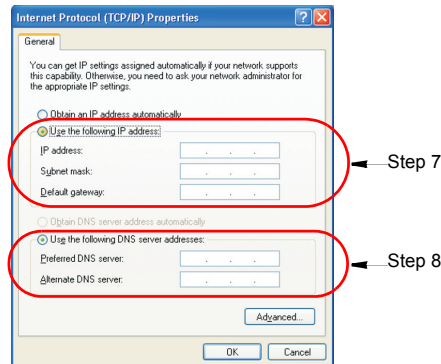 Internet Protocol (TCP/IP) Properties
General
You can get IP settings assigned automatically if your network supports
this capability. Otherwise, you need to ask your network administrator for
the appropriate IP settings.
Obtain an IP address automatically
Use the following IP address:
IP address:
Subnet mask:
Default gateway:
Step 7
Obtain DNS server address automatically
Use the following DNS server addresses:
Preferred DNS server:
Alternate DNS server:
Step 8
Advanced...
OK
Cancel